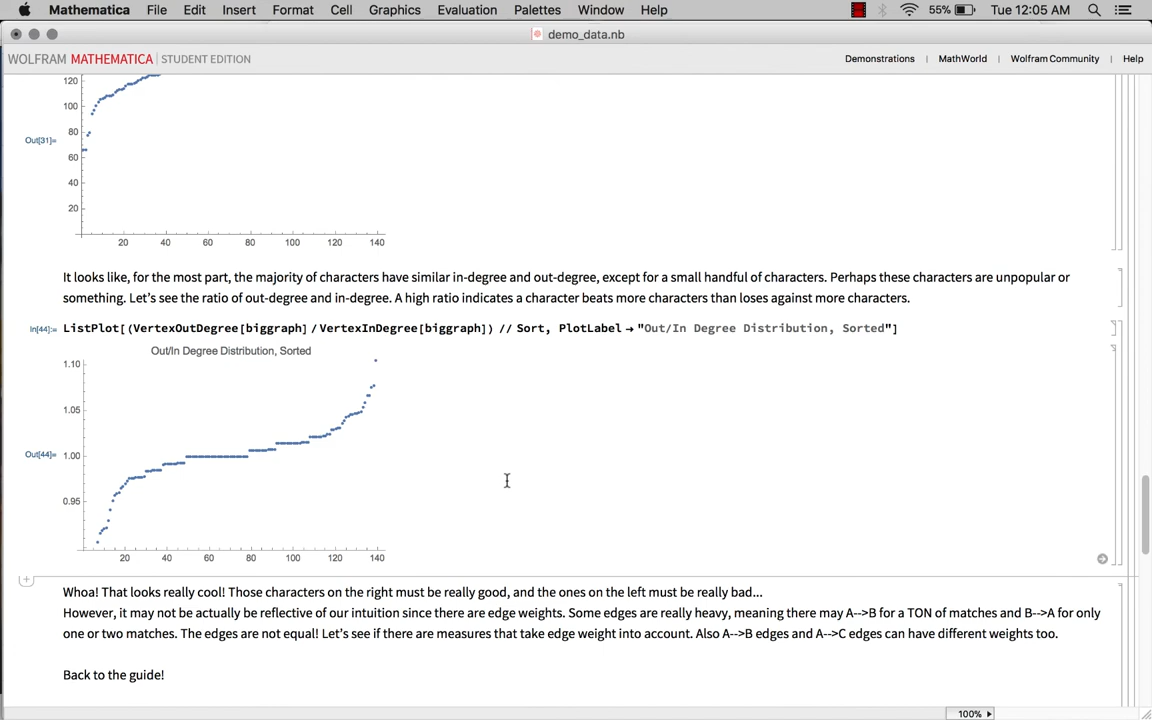 Mathematica File Edit Insert Format Cell Graphics Evaluation Palettes Window Help 55% Tue 12:05 AM
demo_data.nb
WOLFRAM MATHEMATICA | STUDENT EDITION Demonstrations | MathWorld | Wolfram Community | Help
120
100
80
Out[31]=
60
40
20
20 40 60 80 100 120 140
It looks like, for the most part, the majority of characters have similar in-degree and out-degree, except for a small handful of characters. Perhaps these characters are unpopular or
something. Let's see the ratio of out-degree and in-degree. A high ratio indicates a character beats more characters than loses against more characters.
In[44]:= ListPlot[(VertexOutDegree[biggraph] / VertexInDegree[biggraph]) // Sort, PlotLabel → "Out/In Degree Distribution, Sorted"]
Out/In Degree Distribution, Sorted
1.10
1.05
Out[44]= 1.00
0.95
20 40 60 80 100 120 140
Whoa! That looks really cool! Those characters on the right must be really good, and the ones on the left must be really bad...
However, it may not be actually be reflective of our intuition since there are edge weights. Some edges are really heavy, meaning there may A-->B for a TON of matches and B-->A for only
one or two matches. The edges are not equal! Let's see if there are measures that take edge weight into account. Also A-->B edges and A-->C edges can have different weights too.
Back to the guide!
100%